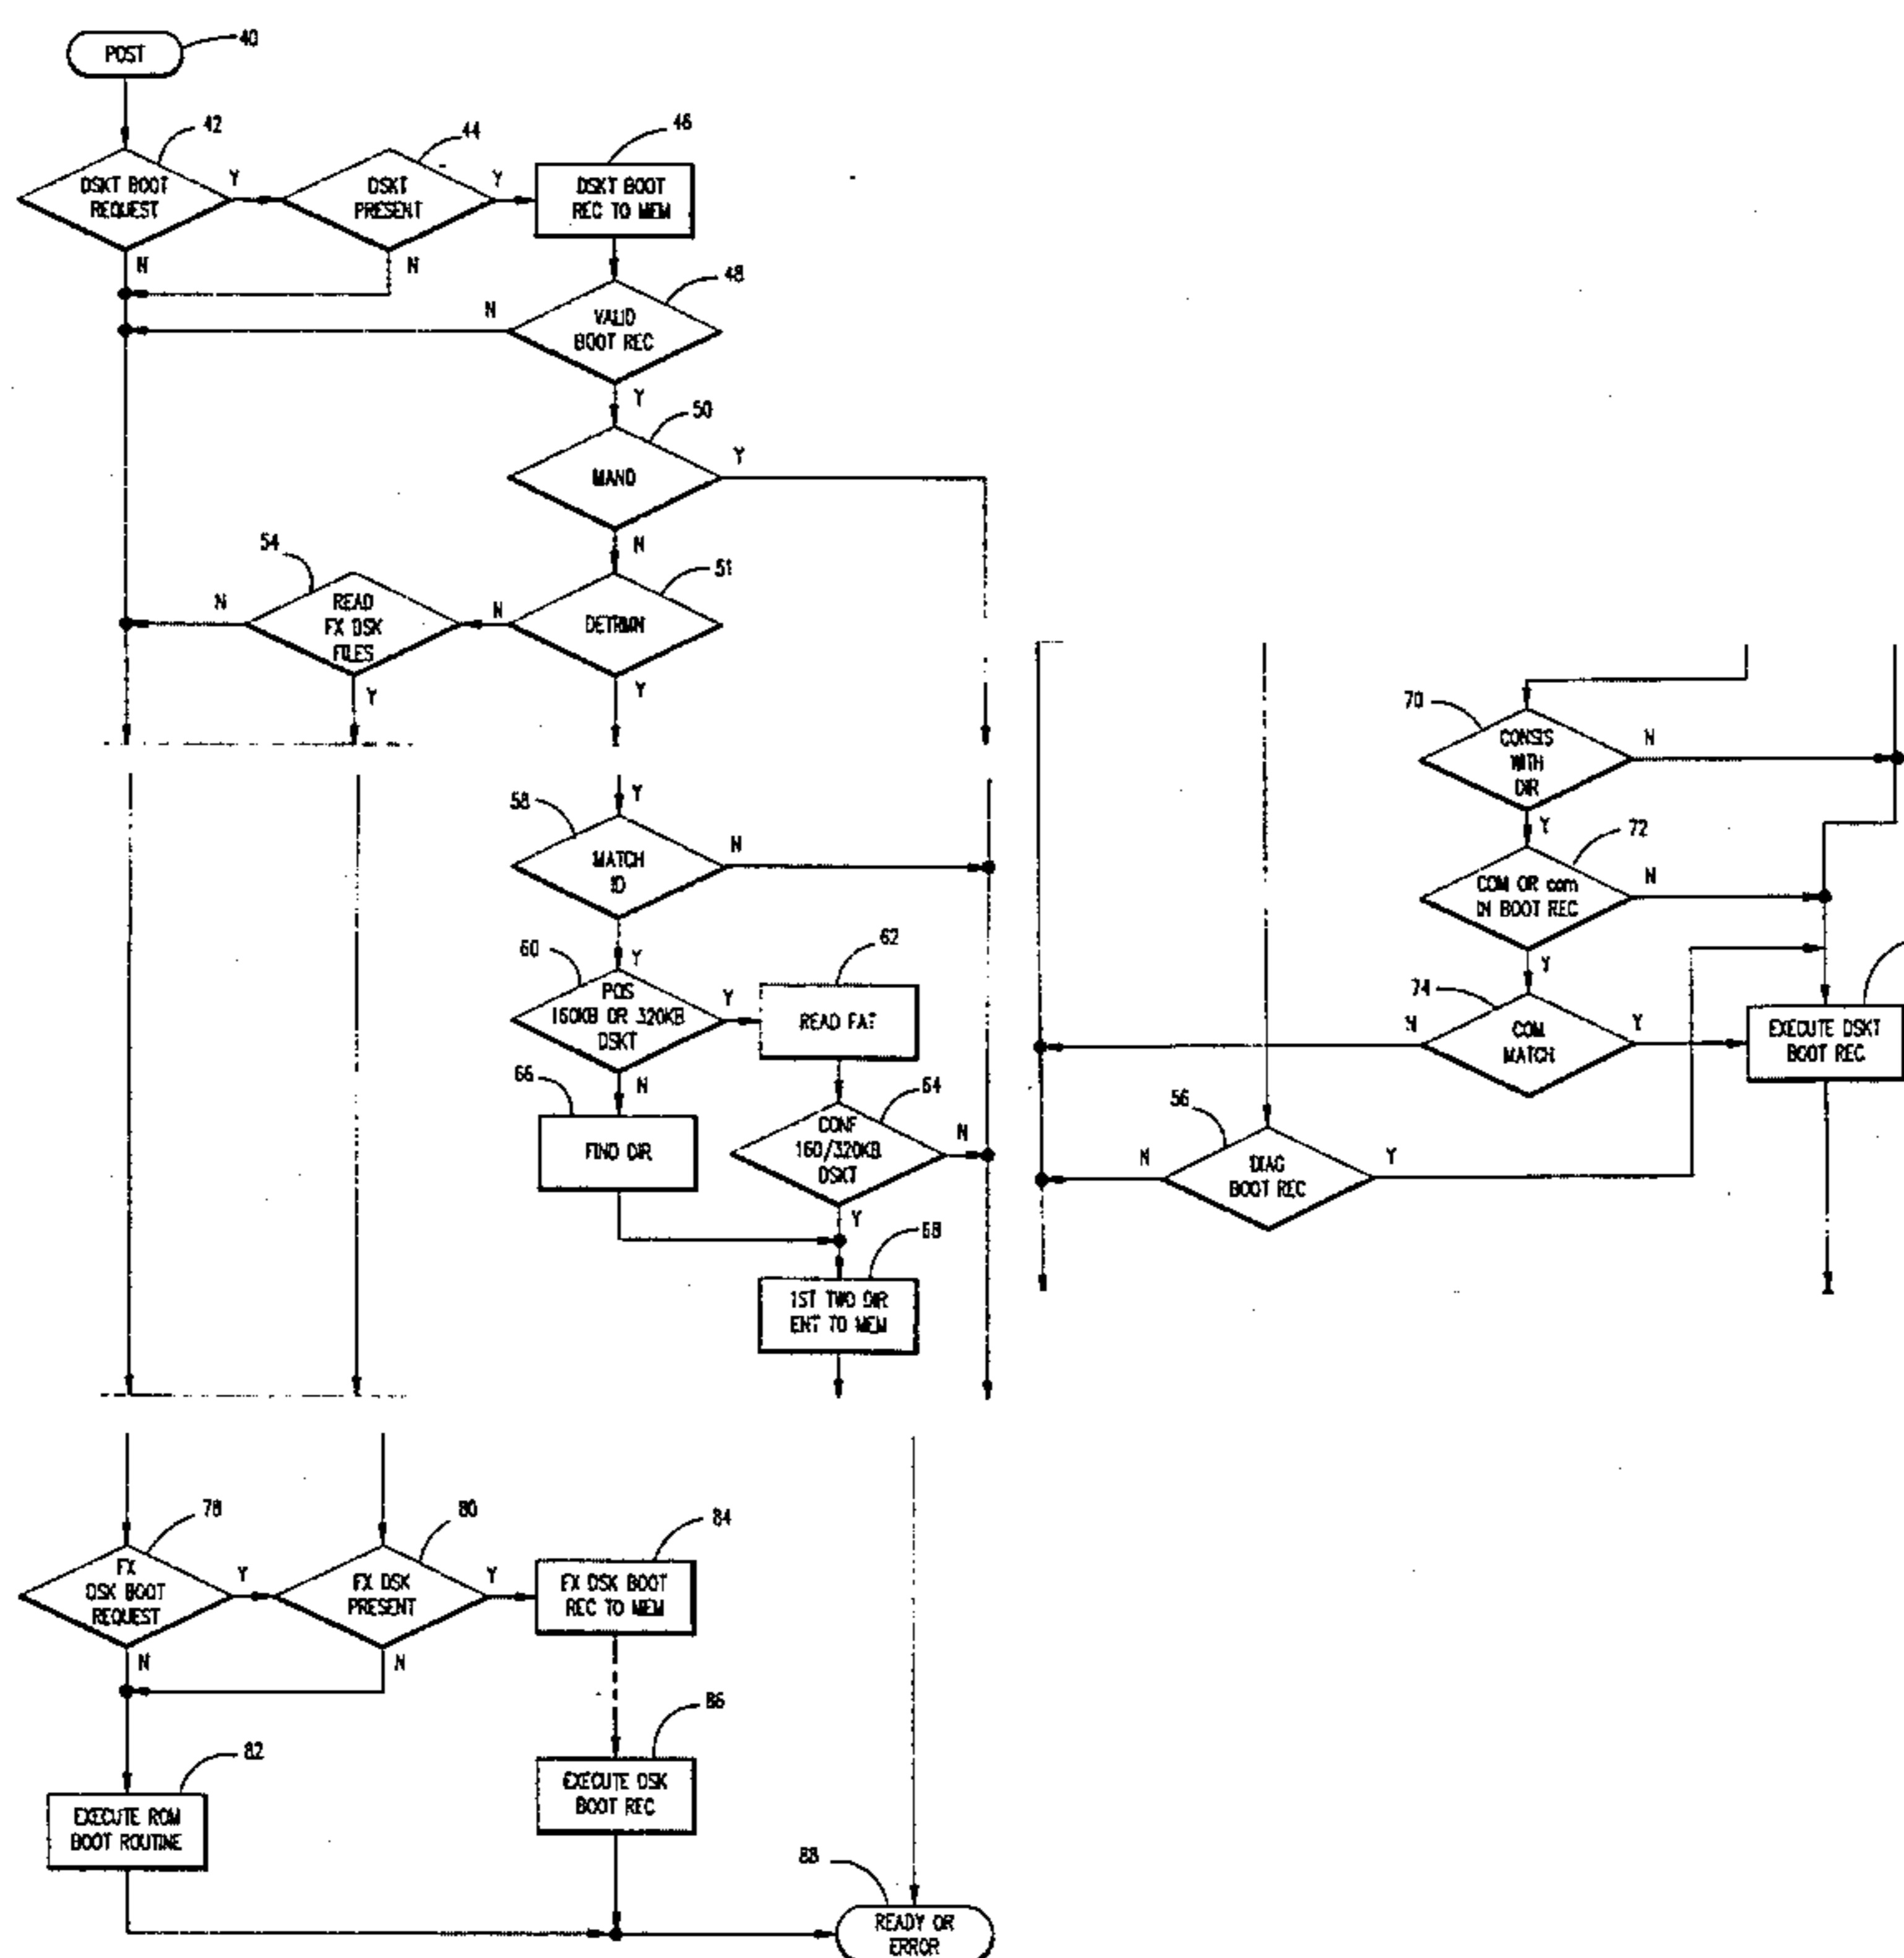 POST
40
42
DSKT BOOT
REQUEST
Y
N
44
DSKT
PRESENT
Y
N
46
DSKT BOOT
REC TO MEM
48
VALID
BOOT REC
N
Y
50
MAND
Y
N
51
DETRMN
N
Y
54
READ
FX DSK
FILES
N
Y
Y
58
MATCH
ID
N
Y
60
POS
160KB OR 320KB
DSKT
Y
N
62
READ FAT
66
FIND DIR
64
CONF
160/320KB
DSKT
N
Y
68
1ST TWO DIR
ENT TO MEM
70
CONSIS
WITH
DIR
N
Y
72
COM OR com
IN BOOT REC
N
Y
74
COM
MATCH
N
Y
EXECUTE DSKT
BOOT REC
56
DIAG
BOOT REC
N
Y
78
FX
DSK BOOT
REQUEST
Y
N
80
FX DSK
PRESENT
Y
N
84
FX DSK BOOT
REC TO MEM
86
EXECUTE DSK
BOOT REC
82
EXECUTE ROM
BOOT ROUTINE
88
READY OR
ERROR